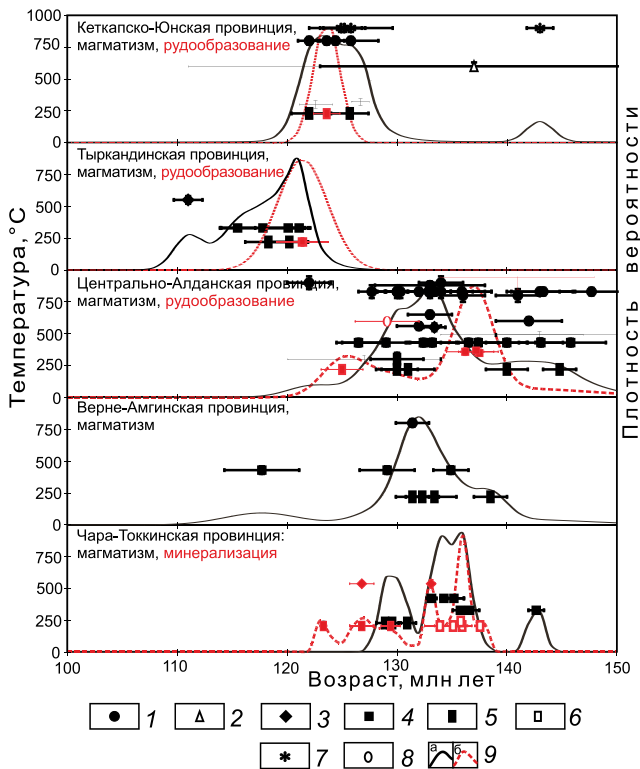 1000
Кеткапско-Юнская провинция,
магматизм, рудообразование
750
500
250
0
Тыркандинская провинция,
магматизм, рудообразование
750
500
250
0
Центрально-Алданская провинция,
магматизм, рудообразование
750
500
250
0
Верне-Амгинская провинция,
магматизм
750
500
250
0
Чара-Токкинская провинция:
магматизм, минерализация
750
500
250
0
Температура,°C
Плотность вероятности
100 110 120 130 140 150
Возраст, млн лет
1 2 3 4 5 6
7 8 а б 9